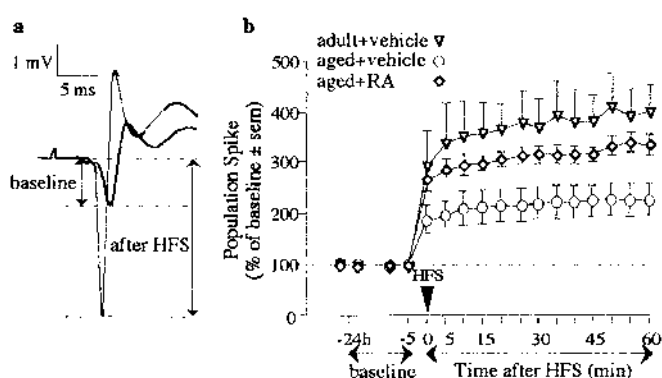 a
1 mV
5 ms
baseline
after HFS
b
adult+vehicle
aged+vehicle
aged+RA
Population Spike
(% of baseline ± sem)
500
400
300
200
100
0
HFS
-24h
-5
0
5
15
25
30
35
45
60
baseline
Time after HFS (min)